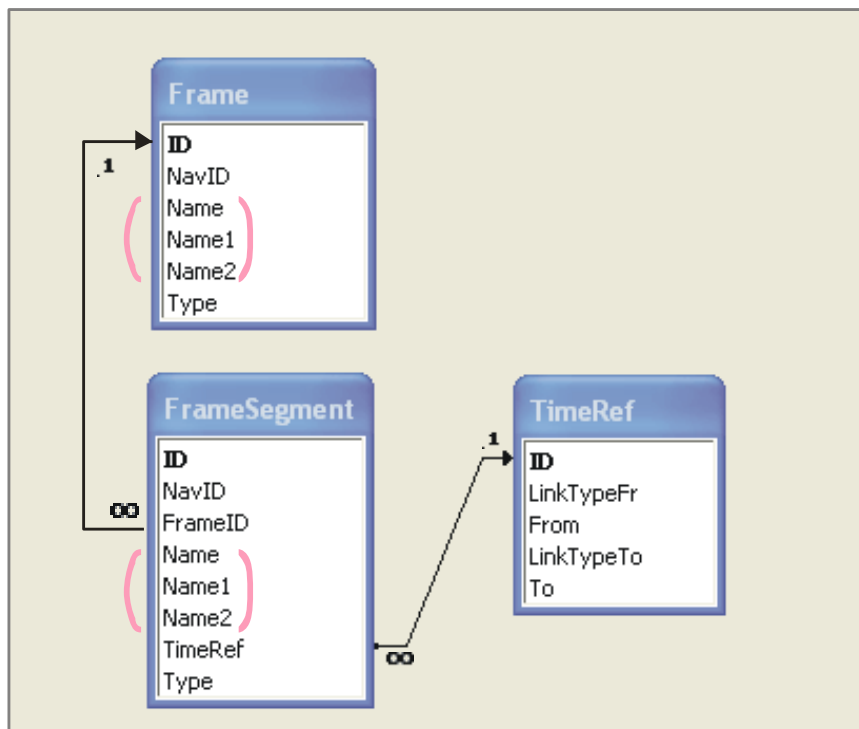 Frame
ID
.1
NavID
Name
Name1
Name2
Type
FrameSegment
ID
NavID
∞
FrameID
Name
Name1
Name2
TimeRef
∞
Type
TimeRef
.1
ID
LinkTypeFr
From
LinkTypeTo
To